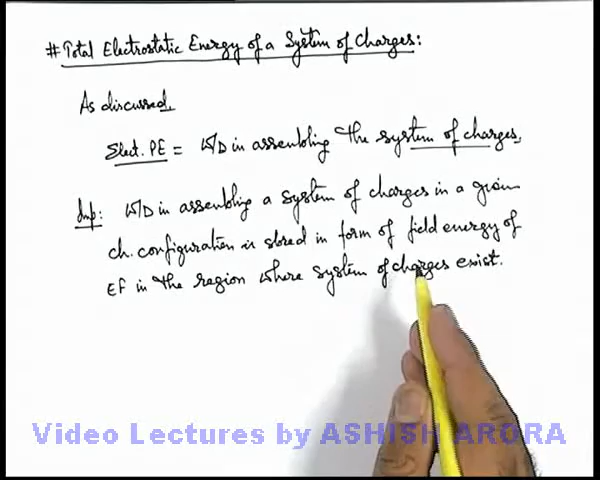 # Total Electrostatic Energy of a System of Charges:
As discussed,
Elect. PE = W/D in assembling the system of charges.
Imp: W/D in assembling a system of charges in a given
ch. configuration is stored in form of field energy of
EF in the region where system of charges exist.
Video Lectures by ASHISH ARORA